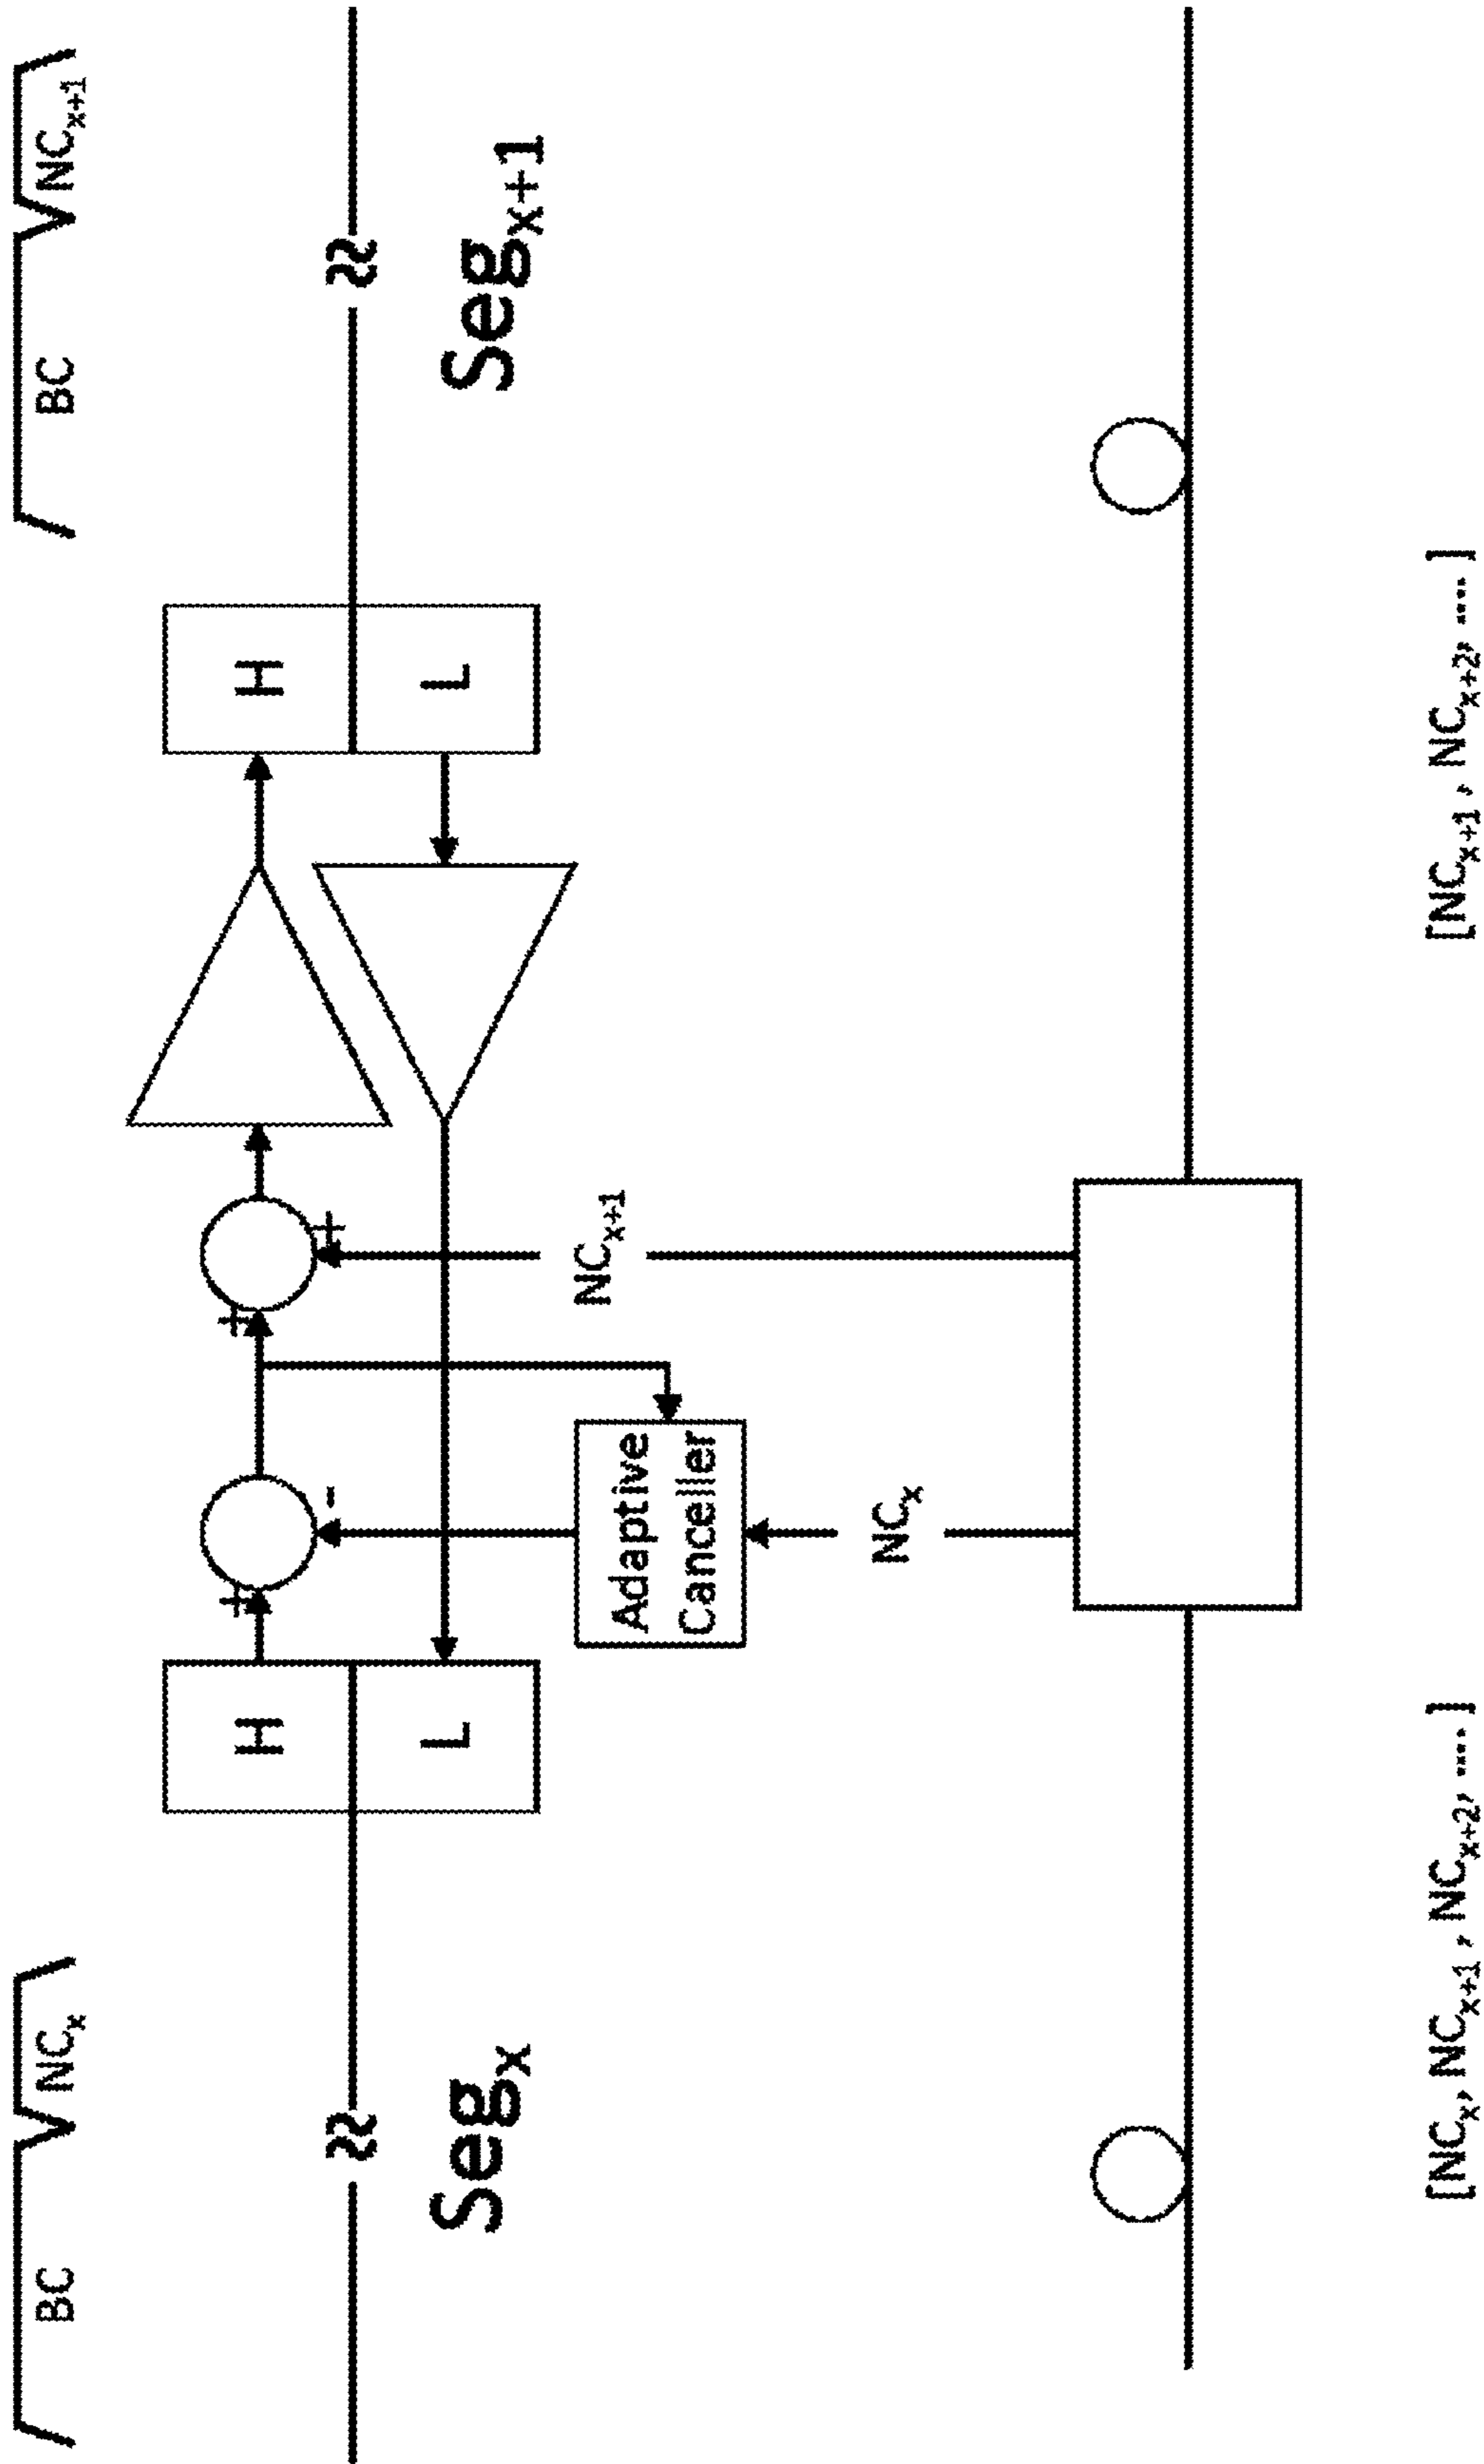 BC NCₓ BC NCₓ₊₁
H H
+ - + +
L L
Segₓ Segₓ₊₁
Adaptive
Canceller
NCₓ₊₁
NCₓ
[NCₓ, NCₓ₊₁ , NCₓ₊₂, ....] [NCₓ₊₁ , NCₓ₊₂, ....]